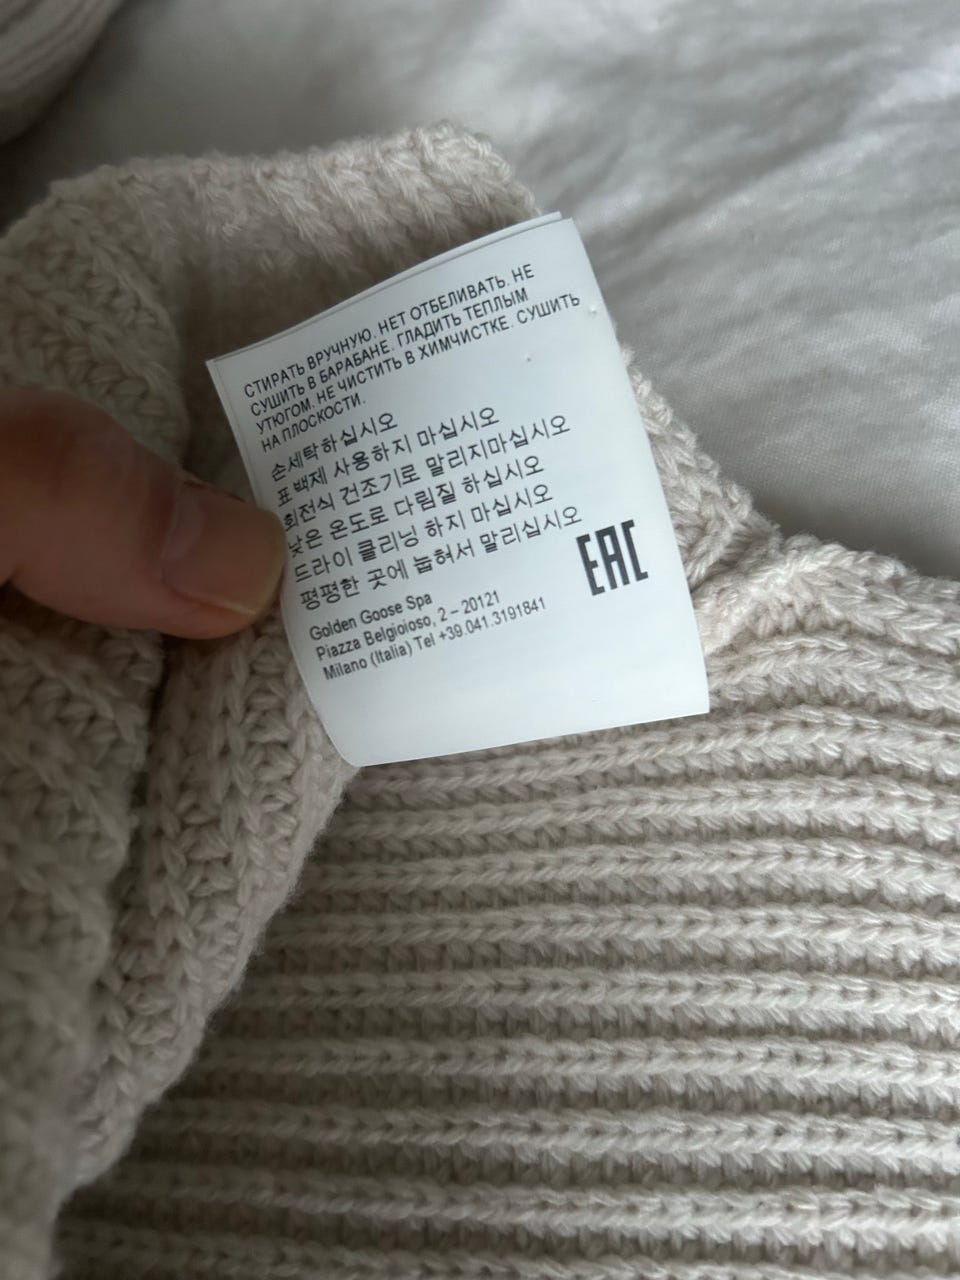 СТИРАТЬ ВРУЧНУЮ. НЕТ ОТБЕЛИВАТЬ. НЕ
СУШИТЬ В БАРАБАНЕ. ГЛАДИТЬ ТЕПЛЫМ
УТЮГОМ. НЕ ЧИСТИТЬ В ХИМЧИСТКЕ. СУШИТЬ
НА ПЛОСКОСТИ.
손세탁하십시오
표백제 사용하지 마십시오
회전식 건조기로 말리지마십시오
낮은 온도로 다림질 하십시오
드라이 클리닝 하지 마십시오
평평한 곳에 눕혀서 말리십시오
EAC
Golden Goose Spa
Piazza Belgioioso, 2 – 20121
Milano (Italia) Tel +39.041.3191841